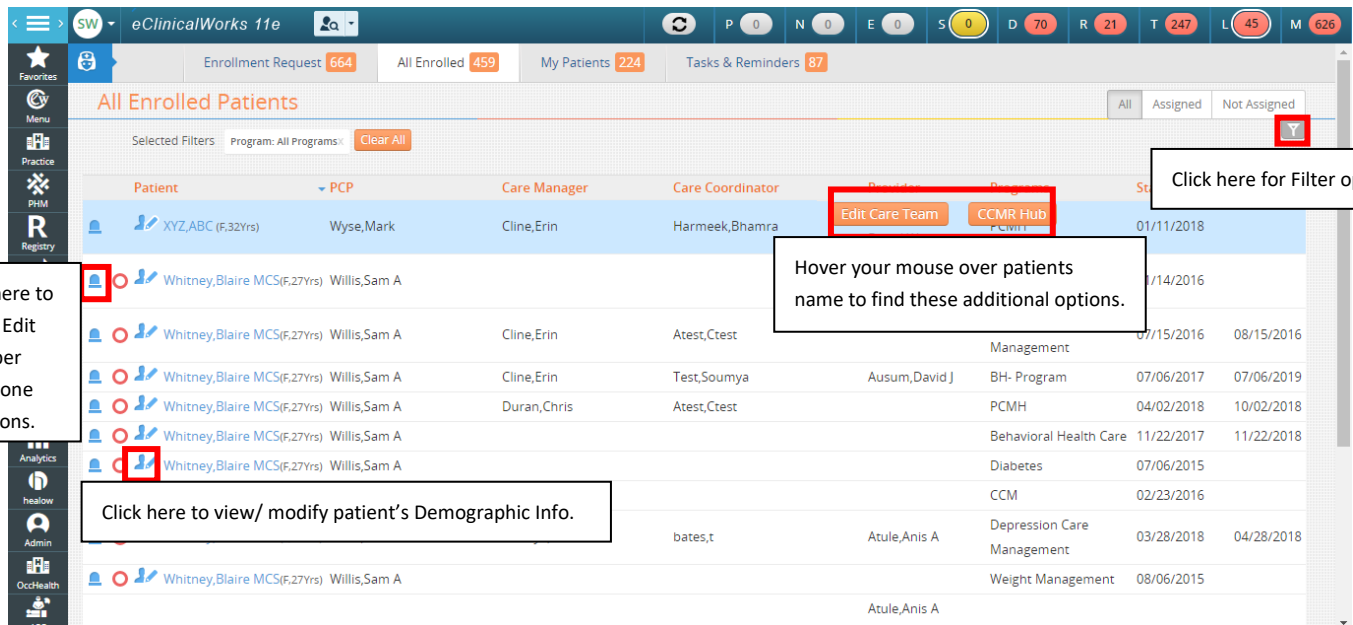 SW eClinicalWorks 11e P 0 N 0 E 0 S 0 D 70 R 21 T 247 L 45 M 626
Favorites
Menu
Practice
PHM
R
Registry
Analytics
healow
Admin
OccHealth
Enrollment Request 664 All Enrolled 459 My Patients 224 Tasks & Reminders 87
All Enrolled Patients All Assigned Not Assigned
Selected Filters Program: All Programs X Clear All
Click here for Filter
Patient PCP Care Manager Care Coordinator Provider Programs
XYZ,ABC (F,32Yrs) Wyse,Mark Cline,Erin Harmeek,Bhamra Edit Care Team CCMR Hub PCMH 01/11/2018
Hover your mouse over patients
name to find these additional options.
here to
Edit
one
Whitney,Blaire MCS(F,27Yrs) Willis,Sam A 1/14/2016
Whitney,Blaire MCS(F,27Yrs) Willis,Sam A Cline,Erin Atest,Ctest Management 07/15/2016 08/15/2016
Whitney,Blaire MCS(F,27Yrs) Willis,Sam A Cline,Erin Test,Soumya Ausum,David J BH- Program 07/06/2017 07/06/2019
Whitney,Blaire MCS(F,27Yrs) Willis,Sam A Duran,Chris Atest,Ctest PCMH 04/02/2018 10/02/2018
Whitney,Blaire MCS(F,27Yrs) Willis,Sam A Behavioral Health Care 11/22/2017 11/22/2018
Whitney,Blaire MCS(F,27Yrs) Willis,Sam A Diabetes 07/06/2015
Click here to view/ modify patient’s Demographic Info.
CCM 02/23/2016
bates,t Atule,Anis A Depression Care
Management 03/28/2018 04/28/2018
Whitney,Blaire MCS(F,27Yrs) Willis,Sam A Weight Management 08/06/2015
Atule,Anis A